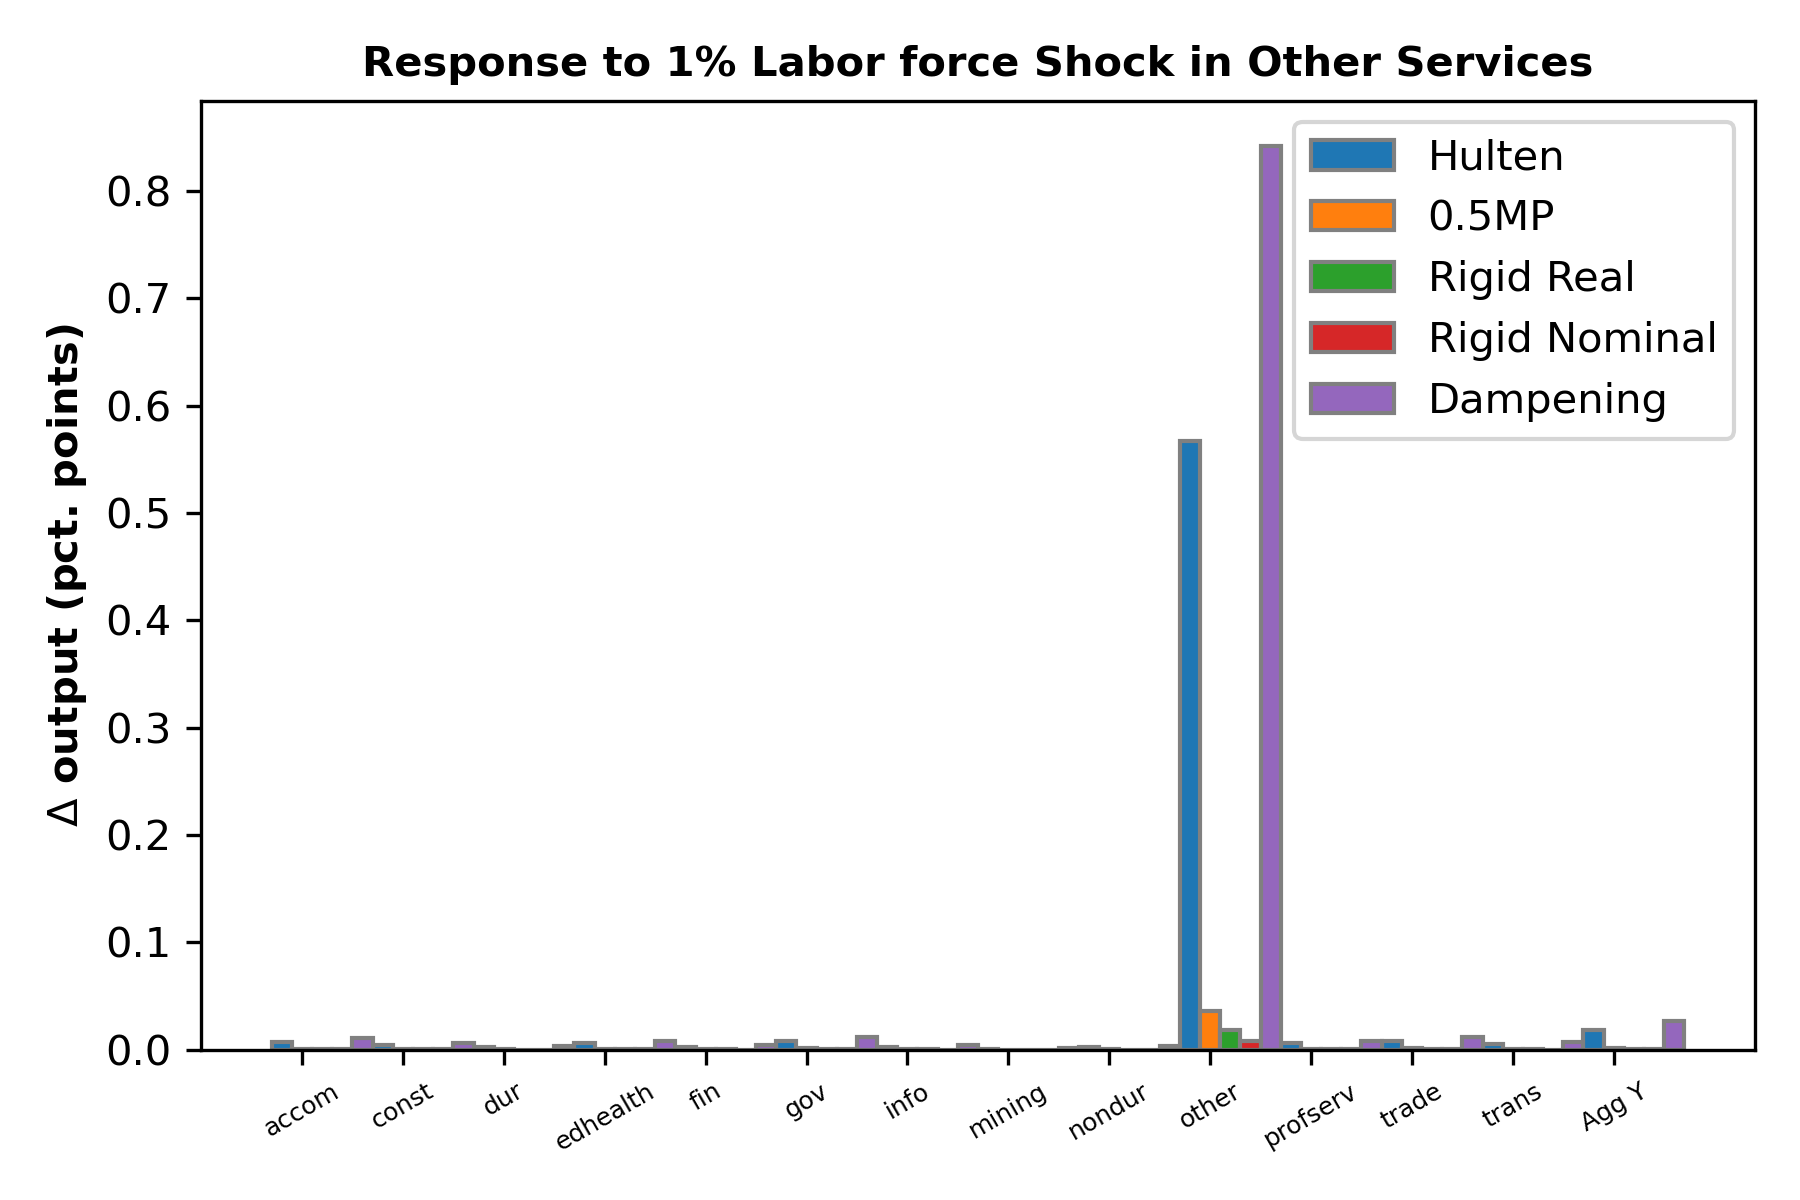 Response to 1% Labor force Shock in Other Services
Δ output (pct. points)
0.8
0.7
0.6
0.5
0.4
0.3
0.2
0.1
0.0
Hulten
0.5MP
Rigid Real
Rigid Nominal
Dampening
accom
const
dur
edhealth
fin
gov
info
mining
nondur
other
profserv
trade
trans
Agg Y